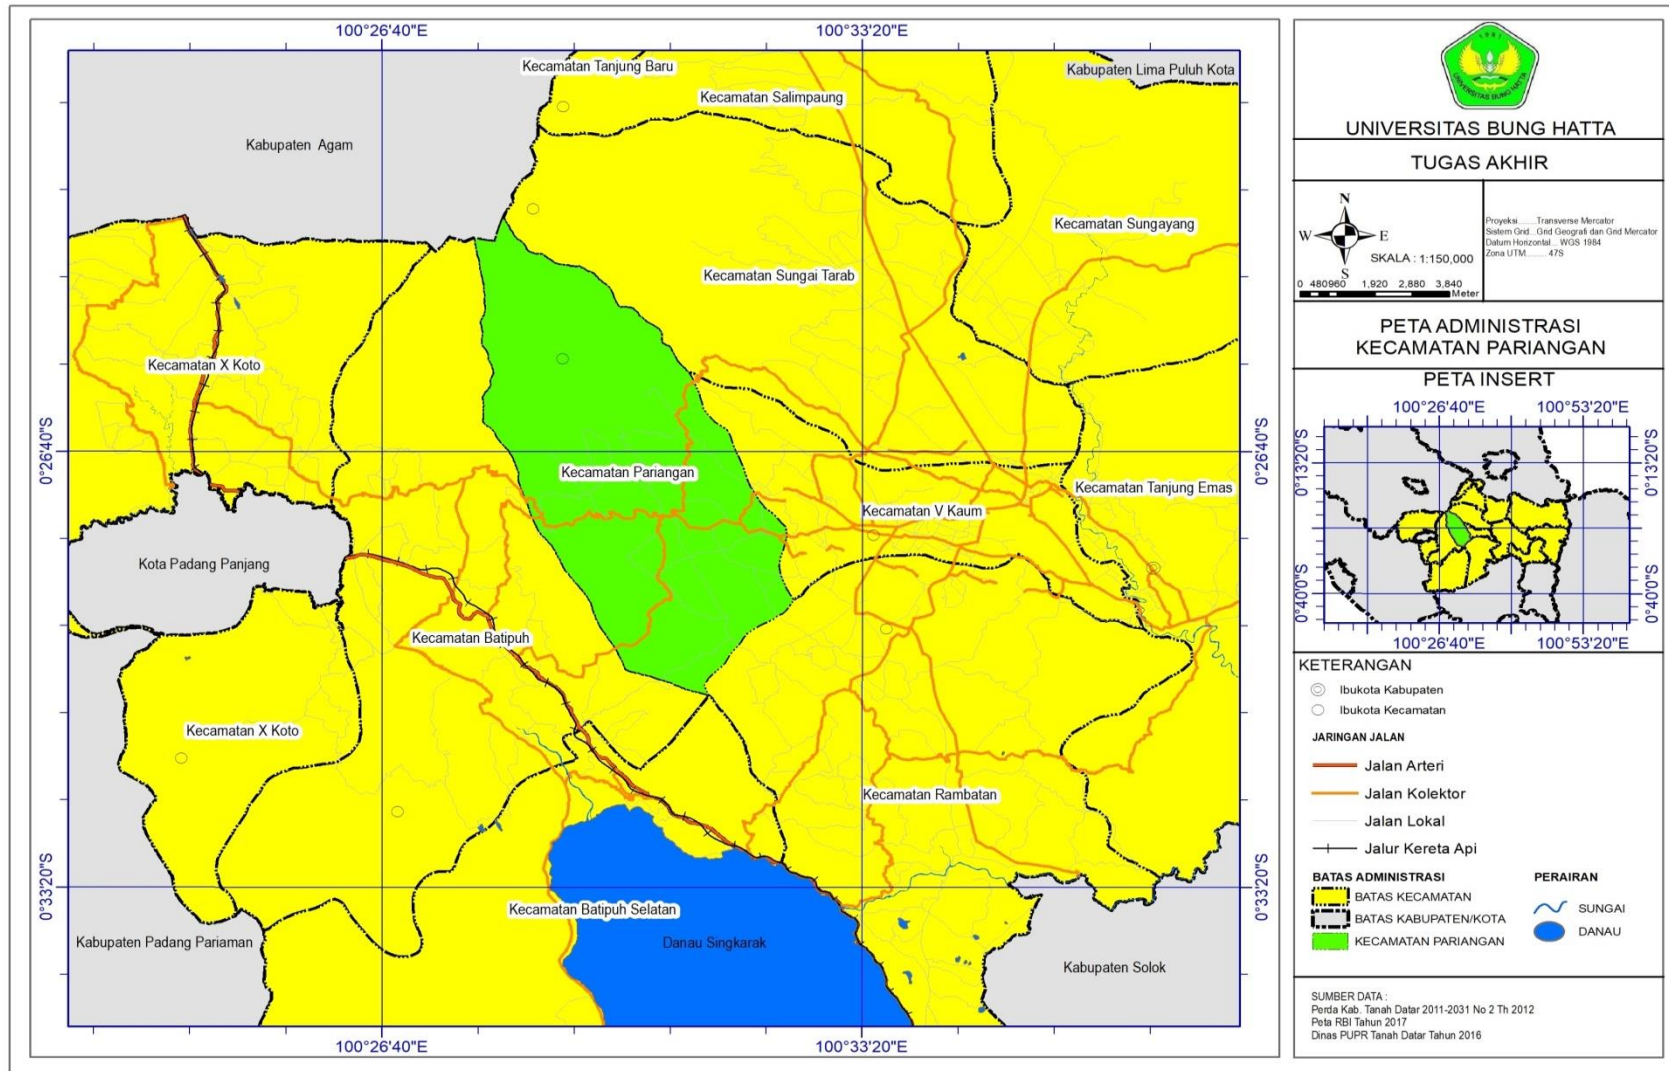 100°26'40"E
100°33'20"E
Kecamatan Tanjung Baru
Kabupaten Lima Puluh Kota
Kecamatan Salimpaung
Kabupaten Agam
Kecamatan Sungayang
Kecamatan Sungai Tarab
Kecamatan X Koto
0°26'40"S
0°26'40"S
Kecamatan Pariangan
Kecamatan Tanjung Emas
Kecamatan V Kaum
Kota Padang Panjang
Kecamatan Batipuh
Kecamatan X Koto
Kecamatan Rambatan
0°33'20"S
0°33'20"S
Kecamatan Batipuh Selatan
Kabupaten Padang Pariaman
Danau Singkarak
Kabupaten Solok
100°26'40"E
100°33'20"E
1981
UNIVERSITAS BUNG HATTA
UNIVERSITAS BUNG HATTA
TUGAS AKHIR
N
W
E
S
SKALA : 1:150,000
0 480960 1,920 2,880 3,840
Meter
Proyeksi.........Transverse Mercator
Sistem Grid...Grid Geografi dan Grid Mercator
Datum Horizontal... WGS 1984
Zona UTM......... 47S
PETA ADMINISTRASI
KECAMATAN PARIANGAN
PETA INSERT
100°26'40"E
100°53'20"E
0°13'20"S
0°13'20"S
0°40'0"S
0°40'0"S
100°26'40"E
100°53'20"E
KETERANGAN
Ibukota Kabupaten
Ibukota Kecamatan
JARINGAN JALAN
Jalan Arteri
Jalan Kolektor
Jalan Lokal
Jalur Kereta Api
BATAS ADMINISTRASI
BATAS KECAMATAN
BATAS KABUPATEN/KOTA
KECAMATAN PARIANGAN
PERAIRAN
SUNGAI
DANAU
SUMBER DATA :
Perda Kab. Tanah Datar 2011-2031 No 2 Th 2012
Peta RBI Tahun 2017
Dinas PUPR Tanah Datar Tahun 2016